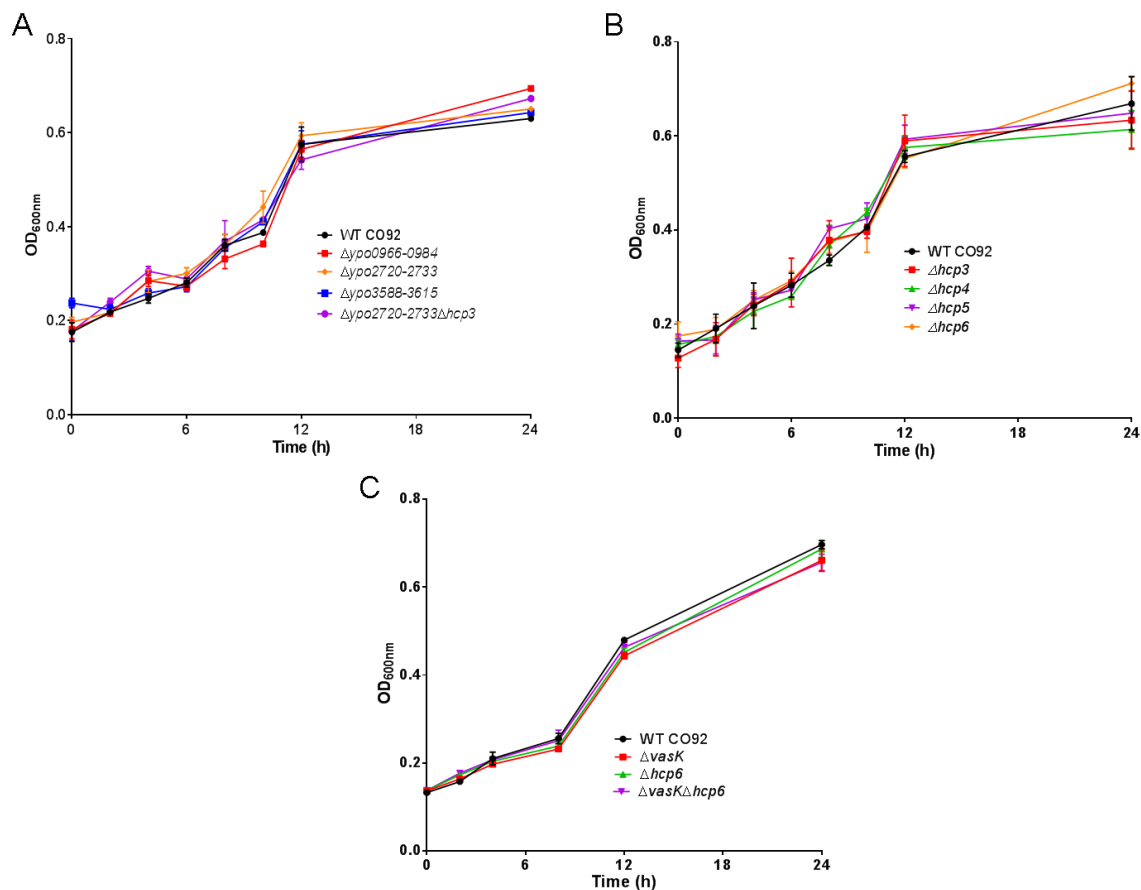 A
0.8
0.6
0.4
0.2
0.0
OD600nm
0
6
12
18
24
Time (h)
WT CO92
Δypo0966-0984
Δypo2720-2733
Δypo3588-3615
Δypo2720-2733Δhcp3
B
0.8
0.6
0.4
0.2
0.0
OD600nm
0
6
12
18
24
Time (h)
WT CO92
Δhcp3
Δhcp4
Δhcp5
Δhcp6
C
0.8
0.6
0.4
0.2
0.0
OD600nm
0
6
12
18
24
Time (h)
WT CO92
ΔvasK
Δhcp6
ΔvasKΔhcp6